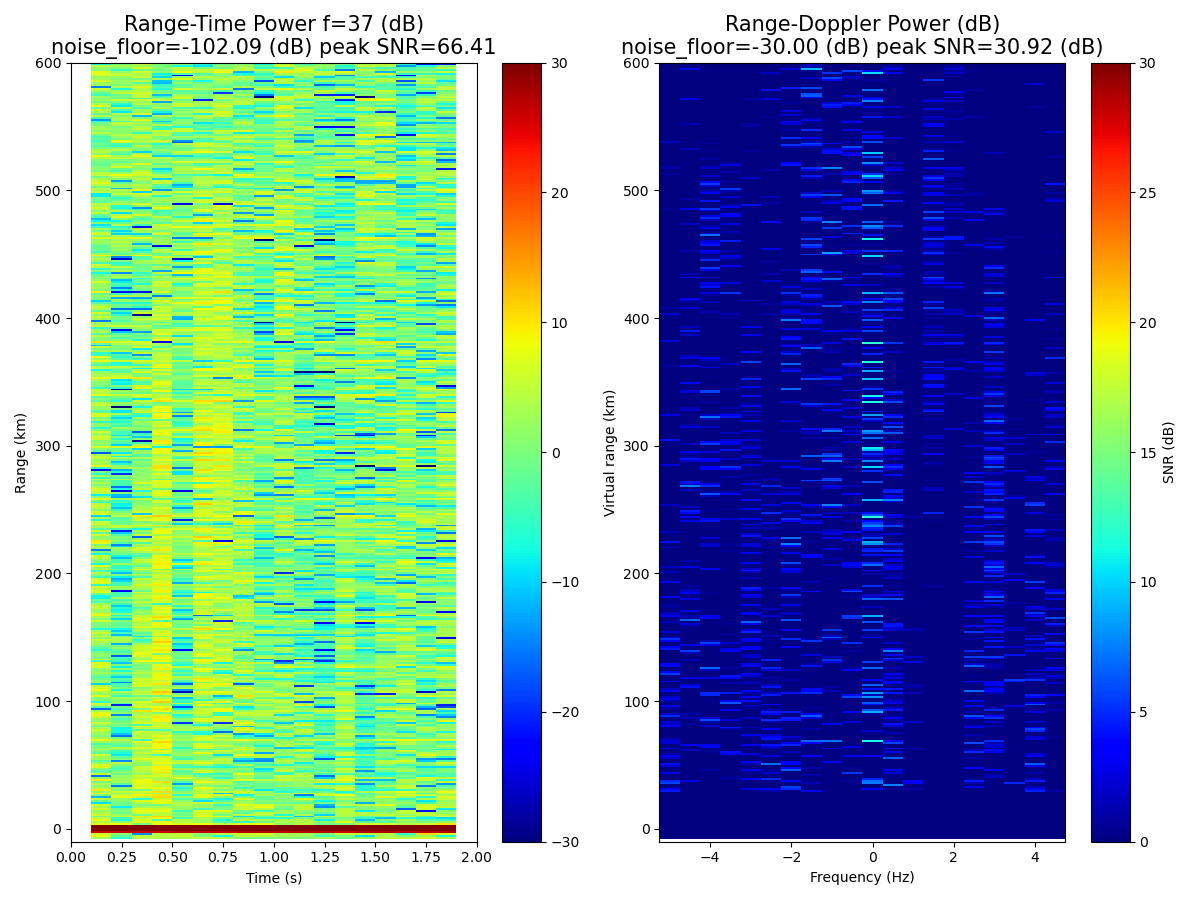 Range-Time Power f=37 (dB)
noise_floor=-102.09 (dB) peak SNR=66.41
Range-Doppler Power (dB)
noise_floor=-30.00 (dB) peak SNR=30.92 (dB)
Range (km)
600
500
400
300
200
100
0
0.00 0.25 0.50 0.75 1.00 1.25 1.50 1.75 2.00
Time (s)
30
20
10
0
−10
−20
−30
Virtual range (km)
600
500
400
300
200
100
0
−4 −2 0 2 4
Frequency (Hz)
30
25
20
15
10
5
0
SNR (dB)